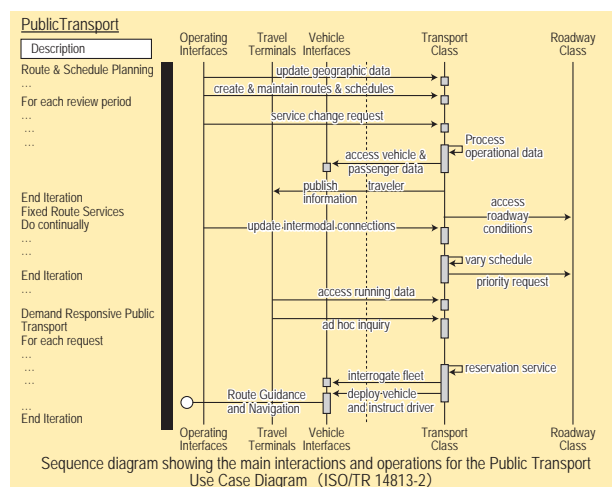 PublicTransport
Description
Operating Interfaces
Travel Terminals
Vehicle Interfaces
Transport Class
Roadway Class
Route & Schedule Planning
…
For each review period
…
…
…
End Iteration
Fixed Route Services
Do continually
…
…
End Iteration
…
Demand Responsive Public
Transport
For each request
…
…
…
…
End Iteration
update geographic data
create & maintain routes & schedules
service change request
Process
operational data
access vehicle &
passenger data
publish traveler
information
access
roadway
conditions
update intermodal connections
vary schedule
priority request
access running data
ad hoc inquiry
reservation service
interrogate fleet
Route Guidance
and Navigation
deploy vehicle
and instruct driver
Operating Interfaces
Travel Terminals
Vehicle Interfaces
Transport Class
Roadway Class
Sequence diagram showing the main interactions and operations for the Public Transport
Use Case Diagram (ISO/TR 14813-2)